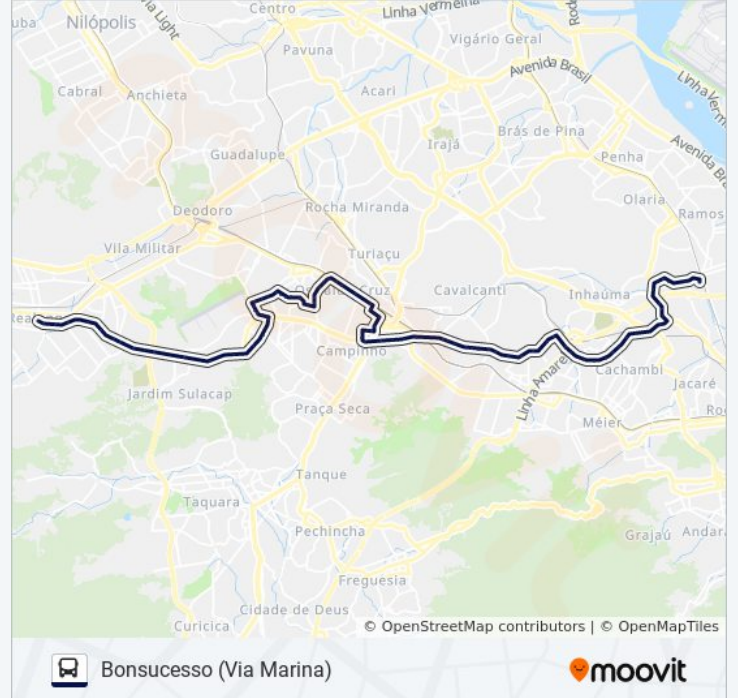 Centro
Linha Vermelha
Nilópolis
Vigário Geral
Pavuna
Avenida Brasil
Linha
Cabral
Anchieta
Acari
Brás de Pina
Irajá
Avenida
Guadalupe
Penha
Olaria
Deodoro
Rocha Miranda
Ramos
Vila Militar
Turiaçu
Cruz
Cavalcanti
Inhaúma
Campinho
Cachambi
Linha
Jacaré
Jardim Sulacap
Praça Seca
Méier
Tanque
Taquara
Pechincha
Grajaú
Freguesia
Cidade de Deus
Curicica
© OpenStreetMap contributors | © OpenMapTiles
Bonsucesso (Via Marina)
moovit